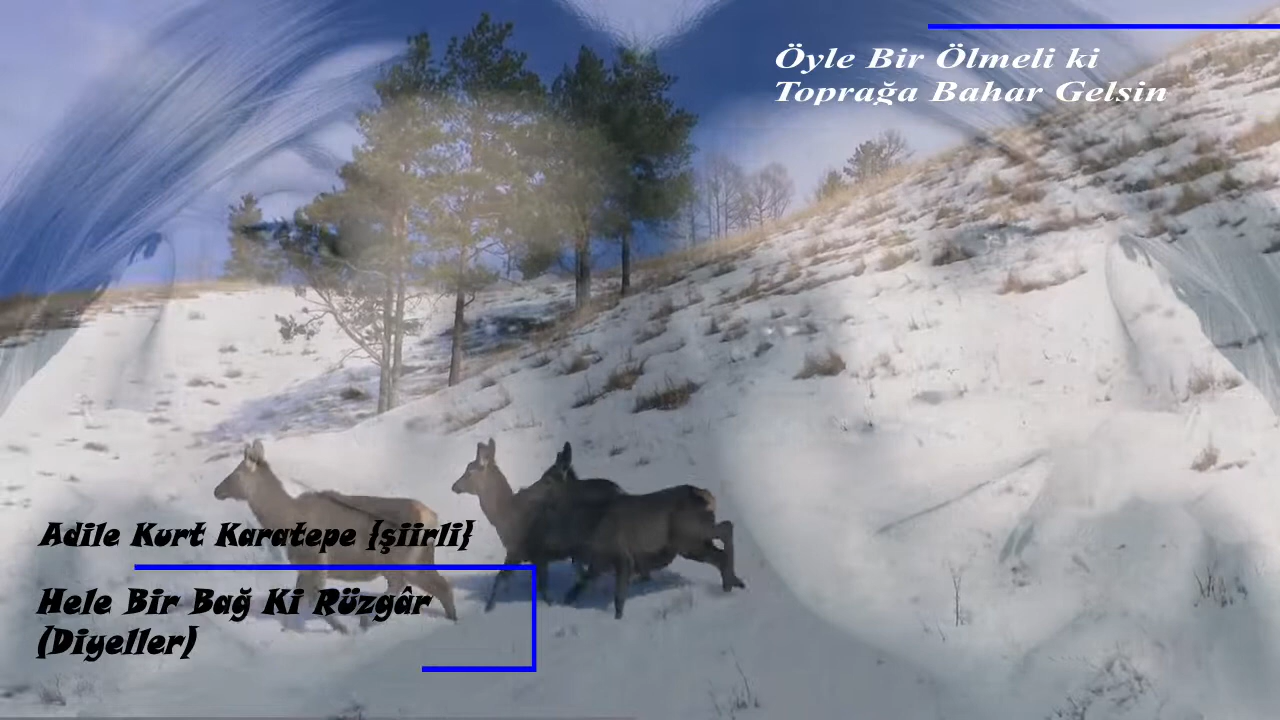 Öyle Bir Ölmeli ki
Toprağa Bahar Gelsin
Adile Kurt Karatepe {şiirli}
Hele Bir Bağ Ki Rüzgâr
(Diyeller)